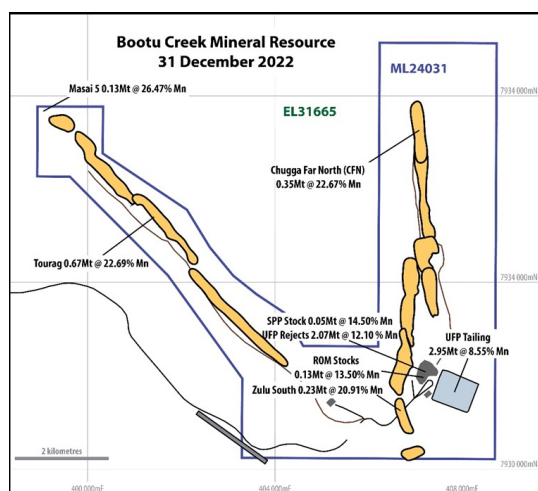 Bootu Creek Mineral Resource
31 December 2022
ML24031
Masai 5 0.13Mt @ 26.47% Mn
7934 000mN
EL31665
Chugga Far North (CFN)
0.35Mt @ 22.67% Mn
Tourag 0.67Mt @ 22.69% Mn
7934 000mN
SPP Stock 0.05Mt @ 14.50% Mn
UFP Rejects 2.07Mt @ 12.10 % Mn
UFP Tailing
2.95Mt @ 8.55% Mn
ROM Stocks
0.13Mt @ 13.50% Mn
Zulu South 0.23Mt @ 20.91% Mn
2 kilometres
7930 000mN
400 000mE
404 000mE
408 000mE